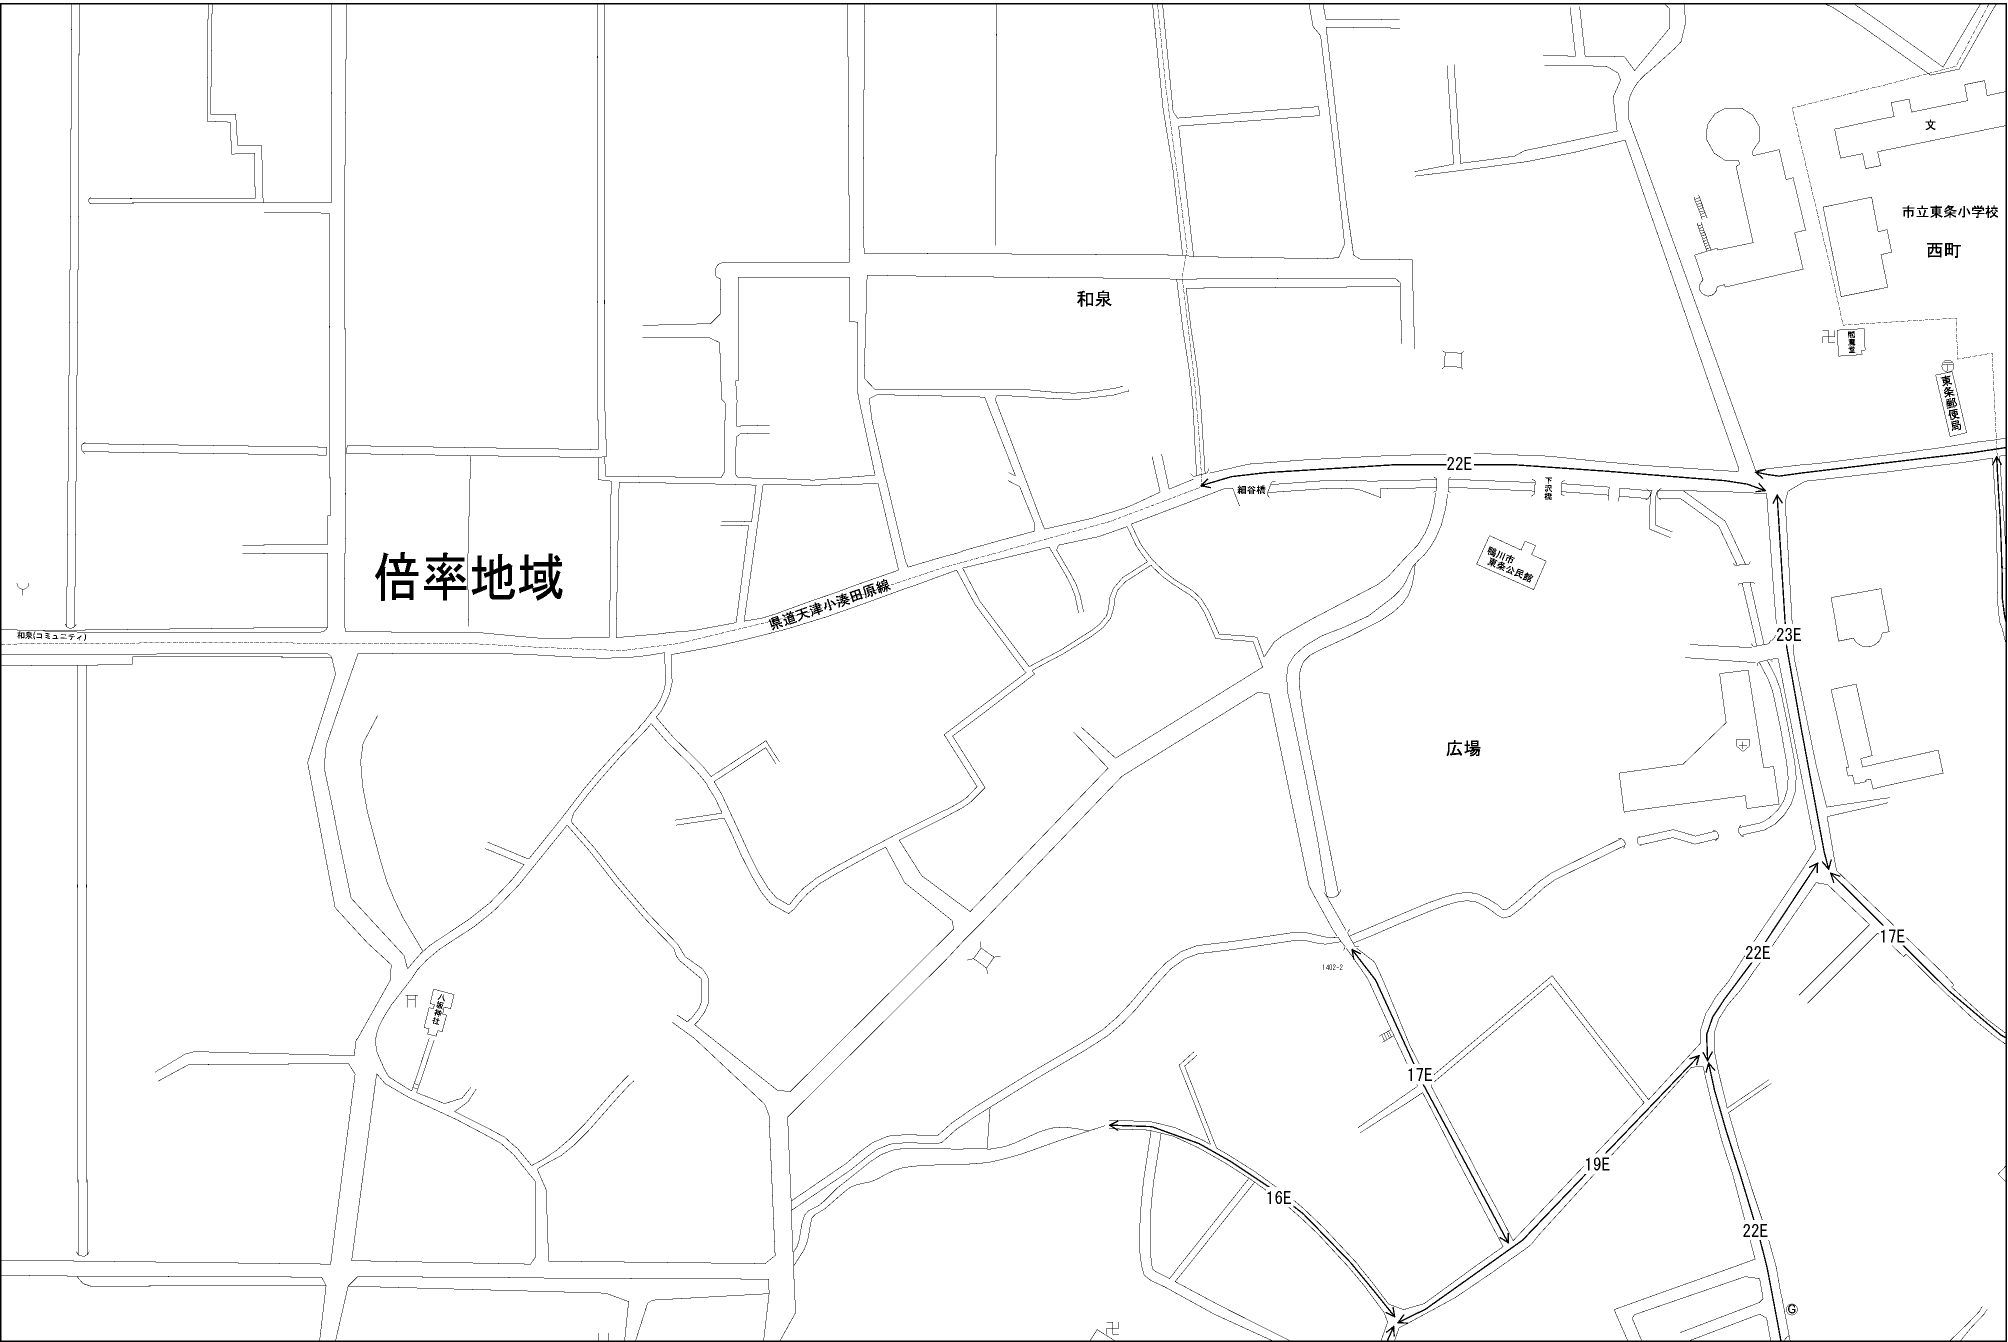 文
市立東条小学校
西町
和泉
閻魔堂
東条郵便局
22E
細谷橋
下沢橋
鴨川市
東条公民館
倍率地域
県道天津小湊田原線
和泉(コミュニティ)
23E
広場
22E
17E
1402-2
八坂神社
17E
19E
16E
22E
G